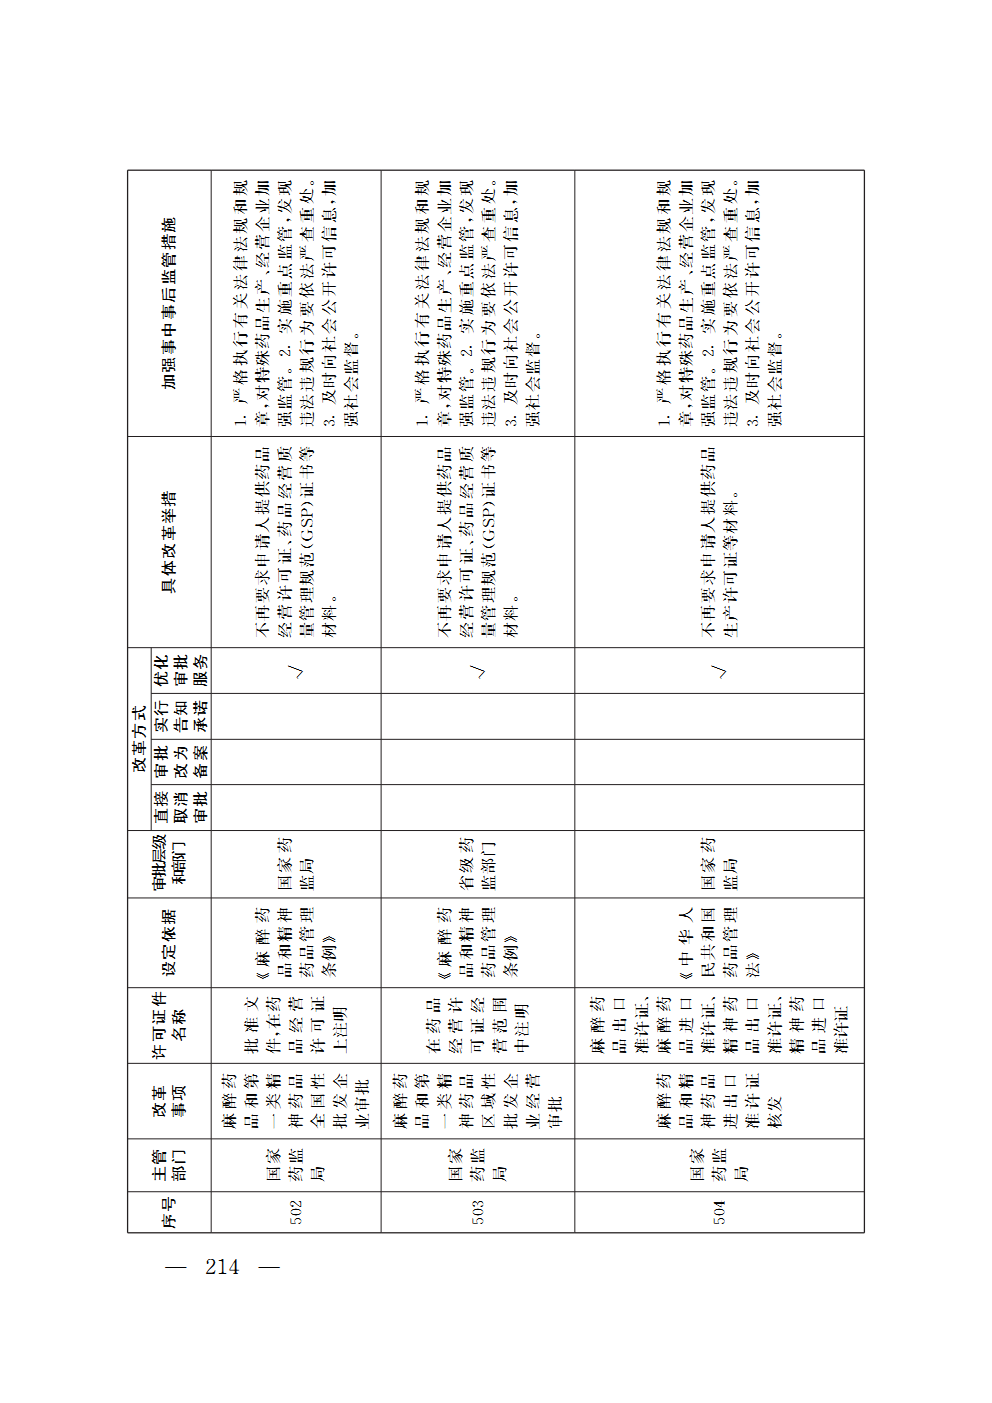 序号
主管
部门
改革
事项
许可证件
名称
设定依据
审批层级
和部门
改革方式
直接
取消
审批
审批
改为
备案
实行
告知
承诺
优化
审批
服务
具体改革举措
加强事中事后监管措施
502
国家
药监
局
麻醉药
品和第
一类精
神药品
全国性
批发企
业审批
批准文
件,在药
品经营
许可证
上注明
《麻醉药
品和精神
药品管理
条例》
国家药
监局
√
不再要求申请人提供药品
经营许可证、药品经营质
量管理规范(GSP)证书等
材料。
1. 严格执行有关法律法规和规
章,对特殊药品生产、经营企业加
强监管。2. 实施重点监管,发现
违法违规行为要依法严查重处。
3. 及时向社会公开许可信息,加
强社会监督。
503
国家
药监
局
麻醉药
品和第
一类精
神药品
区域性
批发企
业经营
审批
在药品
经营许
可证经
营范围
中注明
《麻醉药
品和精神
药品管理
条例》
省级药
监部门
√
不再要求申请人提供药品
经营许可证、药品经营质
量管理规范(GSP)证书等
材料。
1. 严格执行有关法律法规和规
章,对特殊药品生产、经营企业加
强监管。2. 实施重点监管,发现
违法违规行为要依法严查重处。
3. 及时向社会公开许可信息,加
强社会监督。
504
国家
药监
局
麻醉药
品和精
神药品
进出口
准许证
核发
麻醉药
品出口
准许证、
麻醉药
品进口
准许证、
精神药
品出口
准许证、
精神药
品进口
准许证
《中华人
民共和国
药品管理
法》
国家药
监局
√
不再要求申请人提供药品
生产许可证等材料。
1. 严格执行有关法律法规和规
章,对特殊药品生产、经营企业加
强监管。2. 实施重点监管,发现
违法违规行为要依法严查重处。
3. 及时向社会公开许可信息,加
强社会监督。
— 214 —